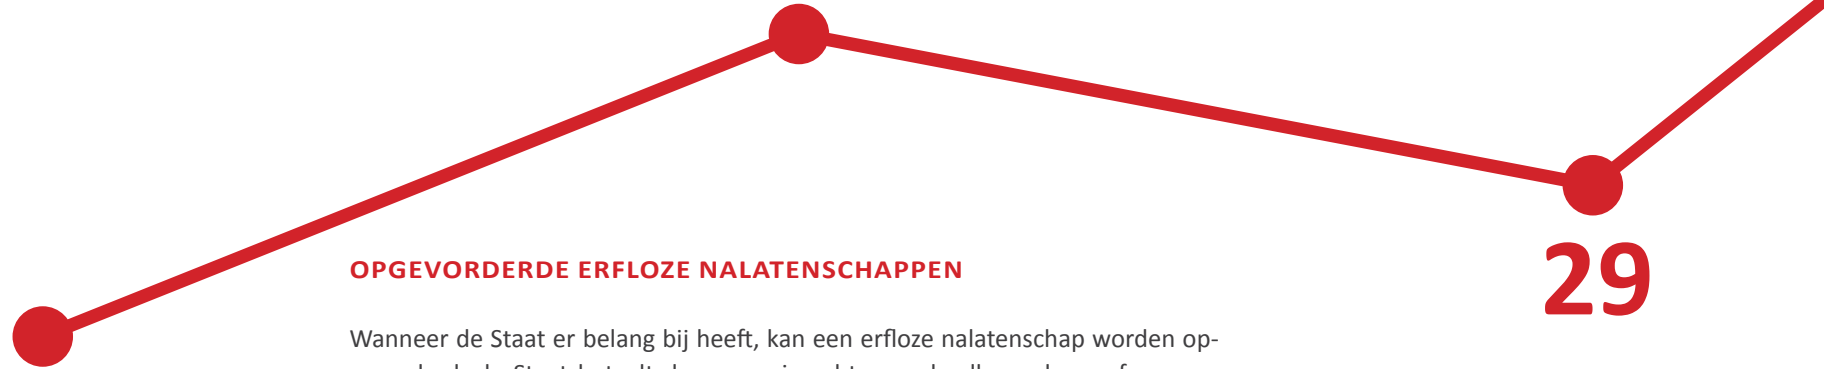 OPGEVORDERDE ERFLOZE NALATENSCHAPPEN
29
Wanneer de Staat er belang bij heeft, kan een erfloze nalatenschap worden op-